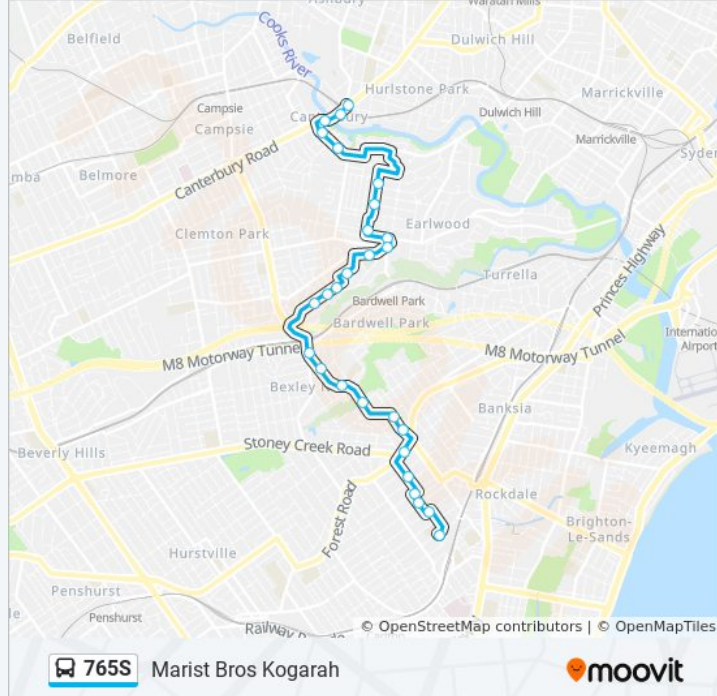 Ashbury
Waratah Mills
Belfield
Cooks River
Dulwich Hill
Hurlstone Park
Campsie
Canterbury
Dulwich Hill
Marrickville
Campsie
Marrickville
Syden
mba
Belmore
Canterbury Road
Earlwood
Clemton Park
Princes Highway
Turrella
Bardwell Park
Bardwell Park
Internatio
Airport
M8 Motorway Tunnel
M8 Motorway Tunnel
Bexley N
Banksia
Beverly Hills
Stoney Creek Road
Kyeemagh
Rockdale
Forest Road
Brighton-
Le-Sands
Hurstville
Penshurst
Penshurst
Railway
© OpenStreetMap contributors | © OpenMapTiles
765S Marist Bros Kogarah
moovit